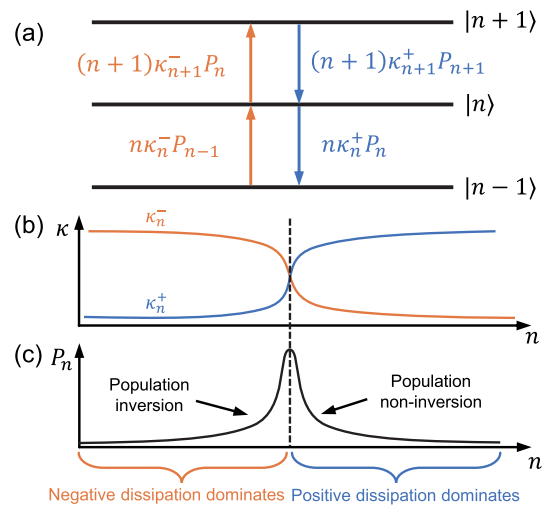 (a)
|n + 1⟩
(n + 1)κ⁻ₙ₊₁Pₙ
(n + 1)κ⁺ₙ₊₁Pₙ₊₁
|n⟩
nκ⁻ₙPₙ₋₁
nκ⁺ₙPₙ
|n − 1⟩
(b)
κ
κ⁻ₙ
κ⁺ₙ
n
(c)
Pₙ
Population
inversion
Population
non-inversion
n
Negative dissipation dominates
Positive dissipation dominates